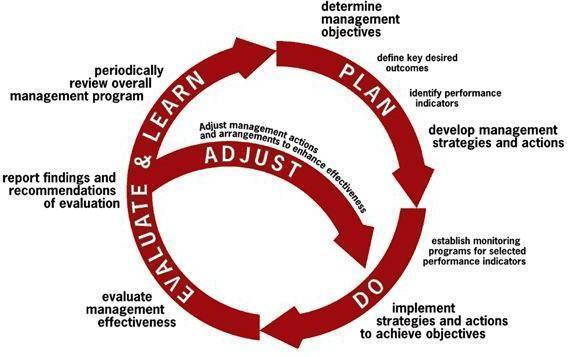 determine
management
objectives
define key desired
outcomes
PLAN
identify performance
indicators
develop management
strategies and actions
establish monitoring
programs for selected
performance indicators
DO
implement
strategies and actions
to achieve objectives
evaluate
management
effectiveness
EVALUATE & LEARN
report findings and
recommendations
of evaluation
periodically
review overall
management program
Adjust management actions
and arrangements to enhance effectiveness
ADJUST